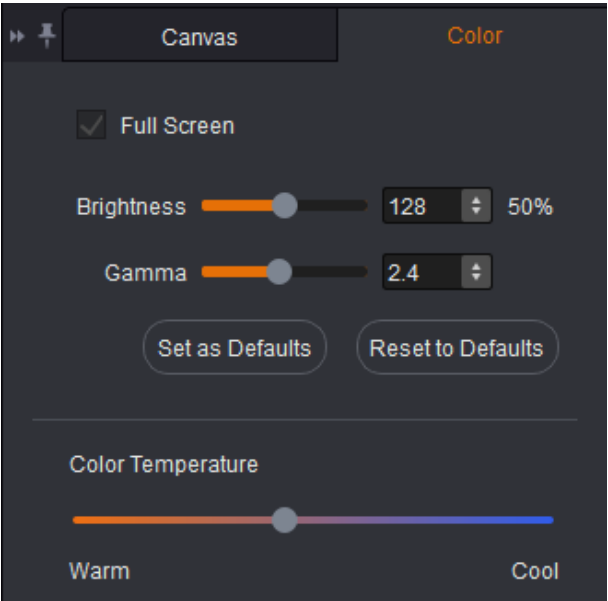 Canvas Color
Full Screen
Brightness 128 50%
Gamma 2.4
Set as Defaults Reset to Defaults
Color Temperature
Warm Cool